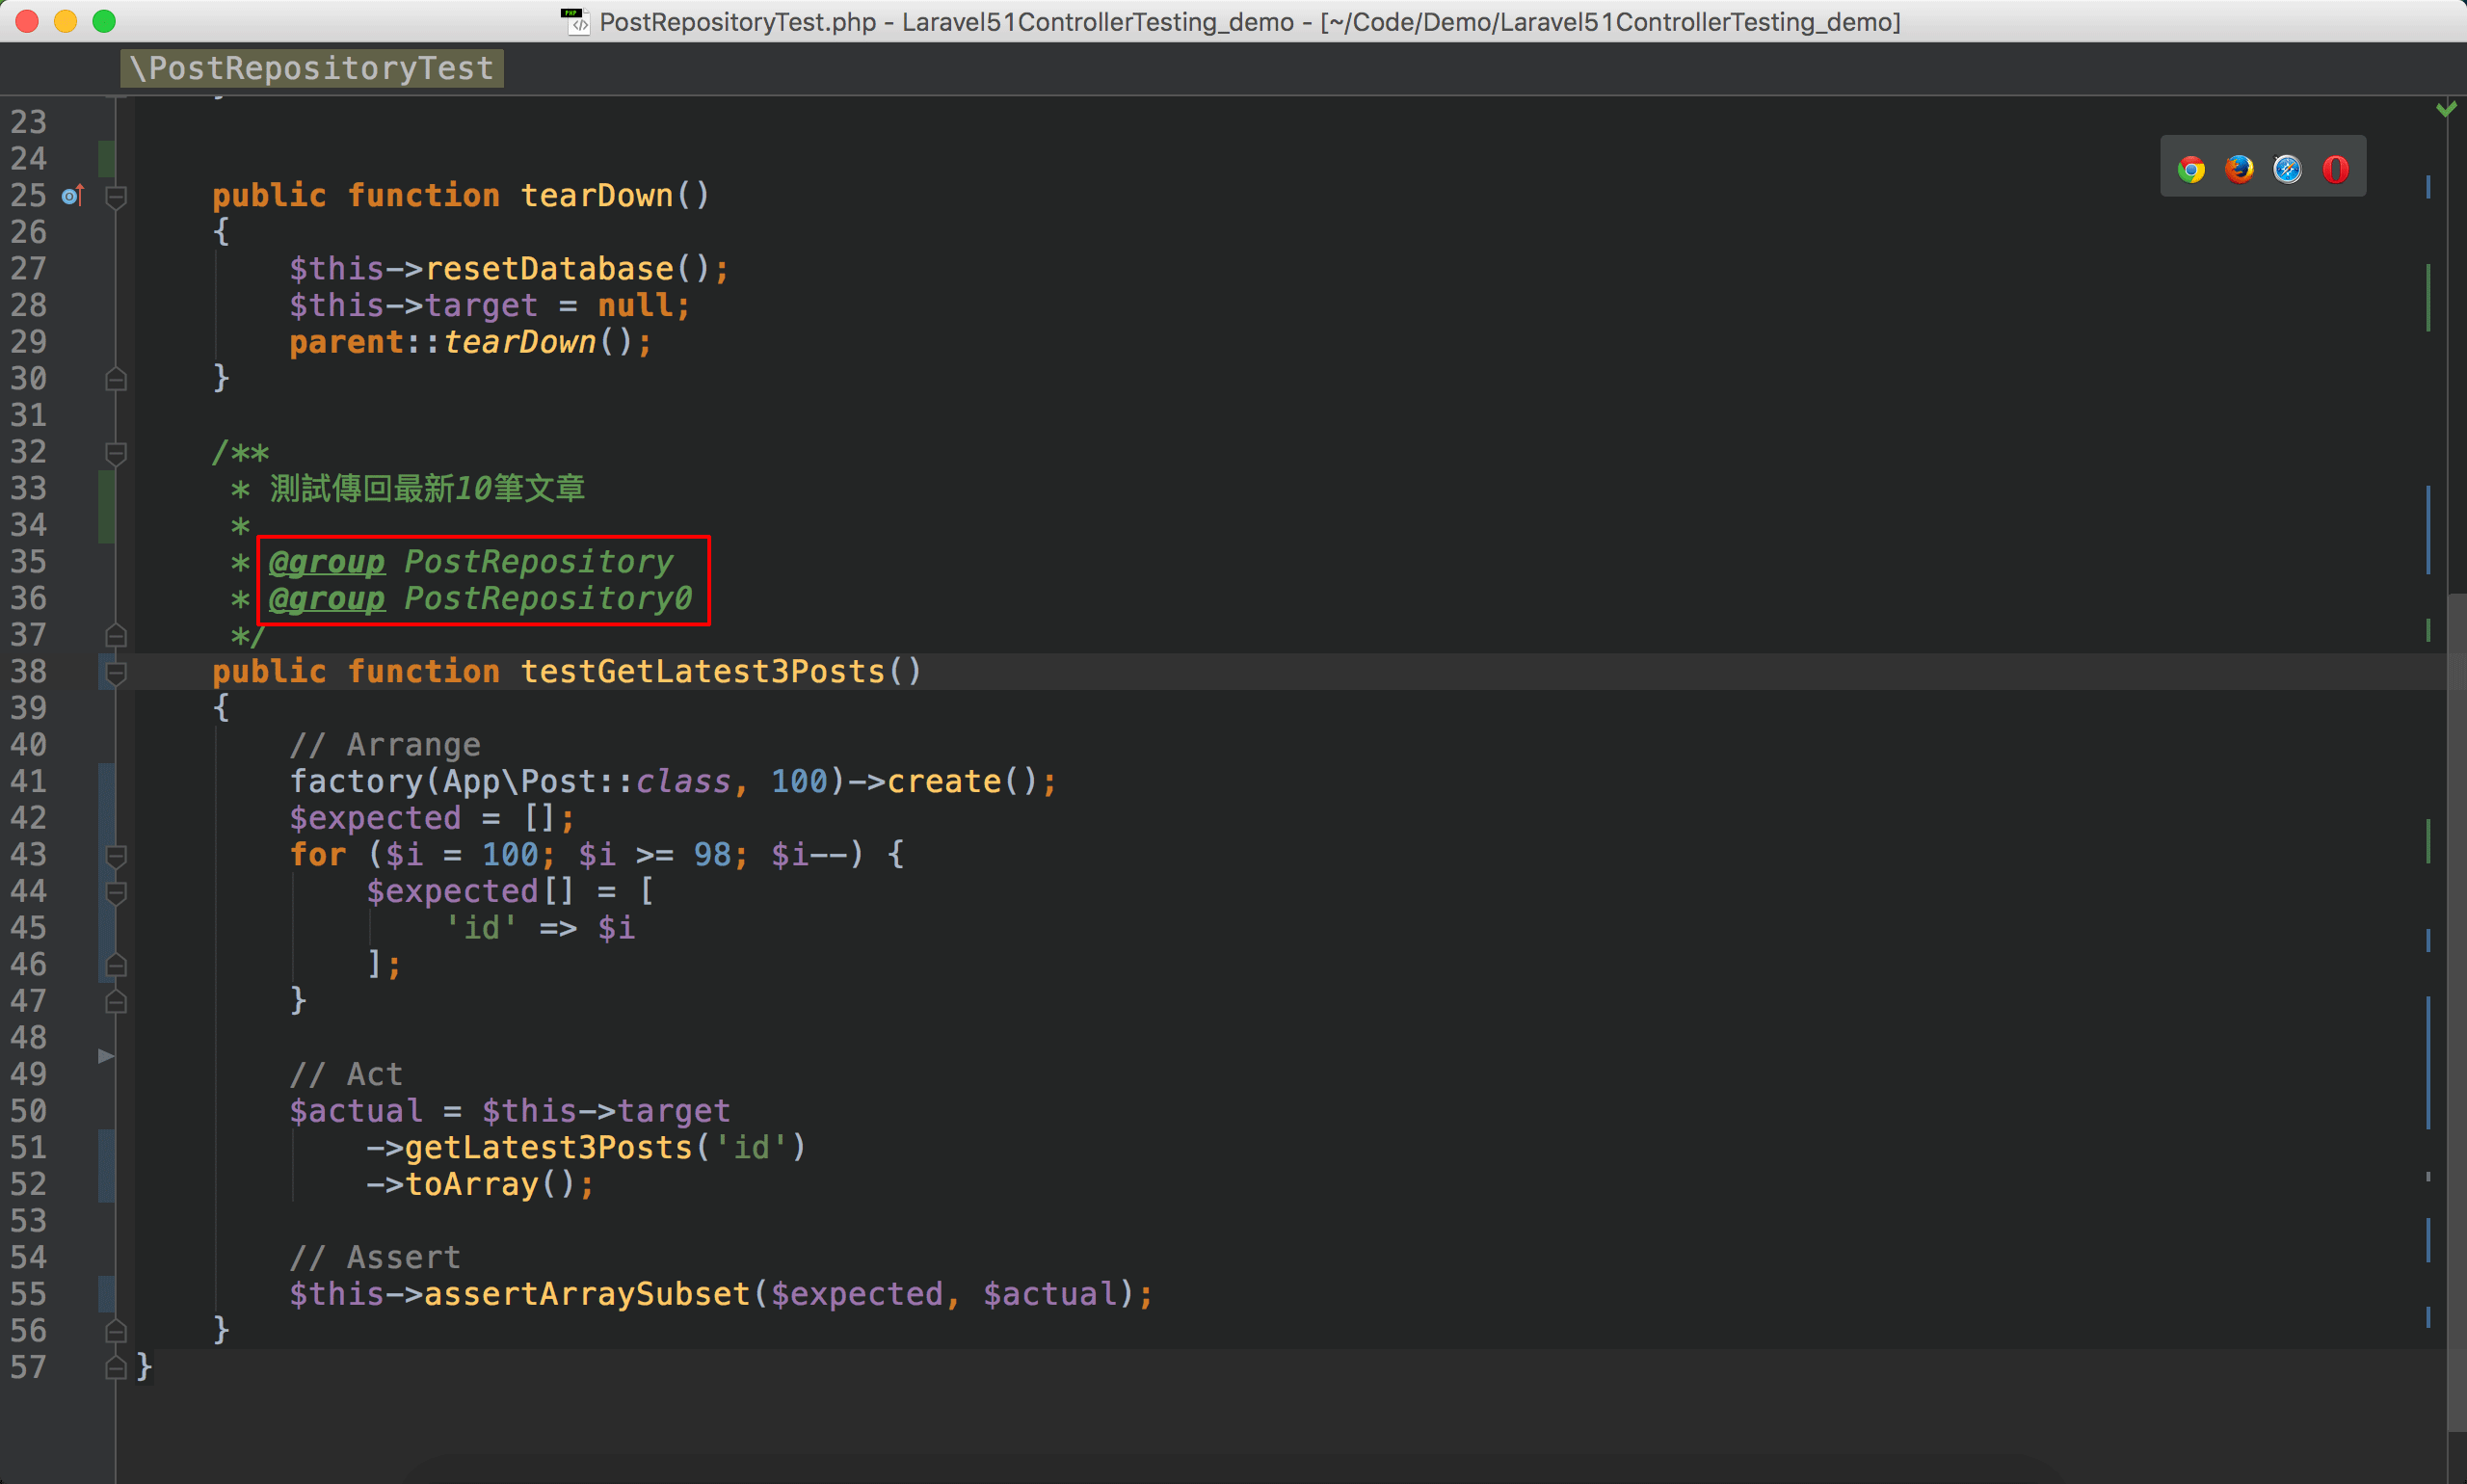 PostRepositoryTest.php - Laravel51ControllerTesting_demo - [~/Code/Demo/Laravel51ControllerTesting_demo]
\PostRepositoryTest
23
24
25     public function tearDown()
26     {
27         $this->resetDatabase();
28         $this->target = null;
29         parent::tearDown();
30     }
31
32     /**
33      * 測試傳回最新10筆文章
34      *
35      * @group PostRepository
36      * @group PostRepository0
37      */
38     public function testGetLatest3Posts()
39     {
40         // Arrange
41         factory(App\Post::class, 100)->create();
42         $expected = [];
43         for ($i = 100; $i >= 98; $i--) {
44             $expected[] = [
45                 'id' => $i
46             ];
47         }
48
49         // Act
50         $actual = $this->target
51             ->getLatest3Posts('id')
52             ->toArray();
53
54         // Assert
55         $this->assertArraySubset($expected, $actual);
56     }
57 }